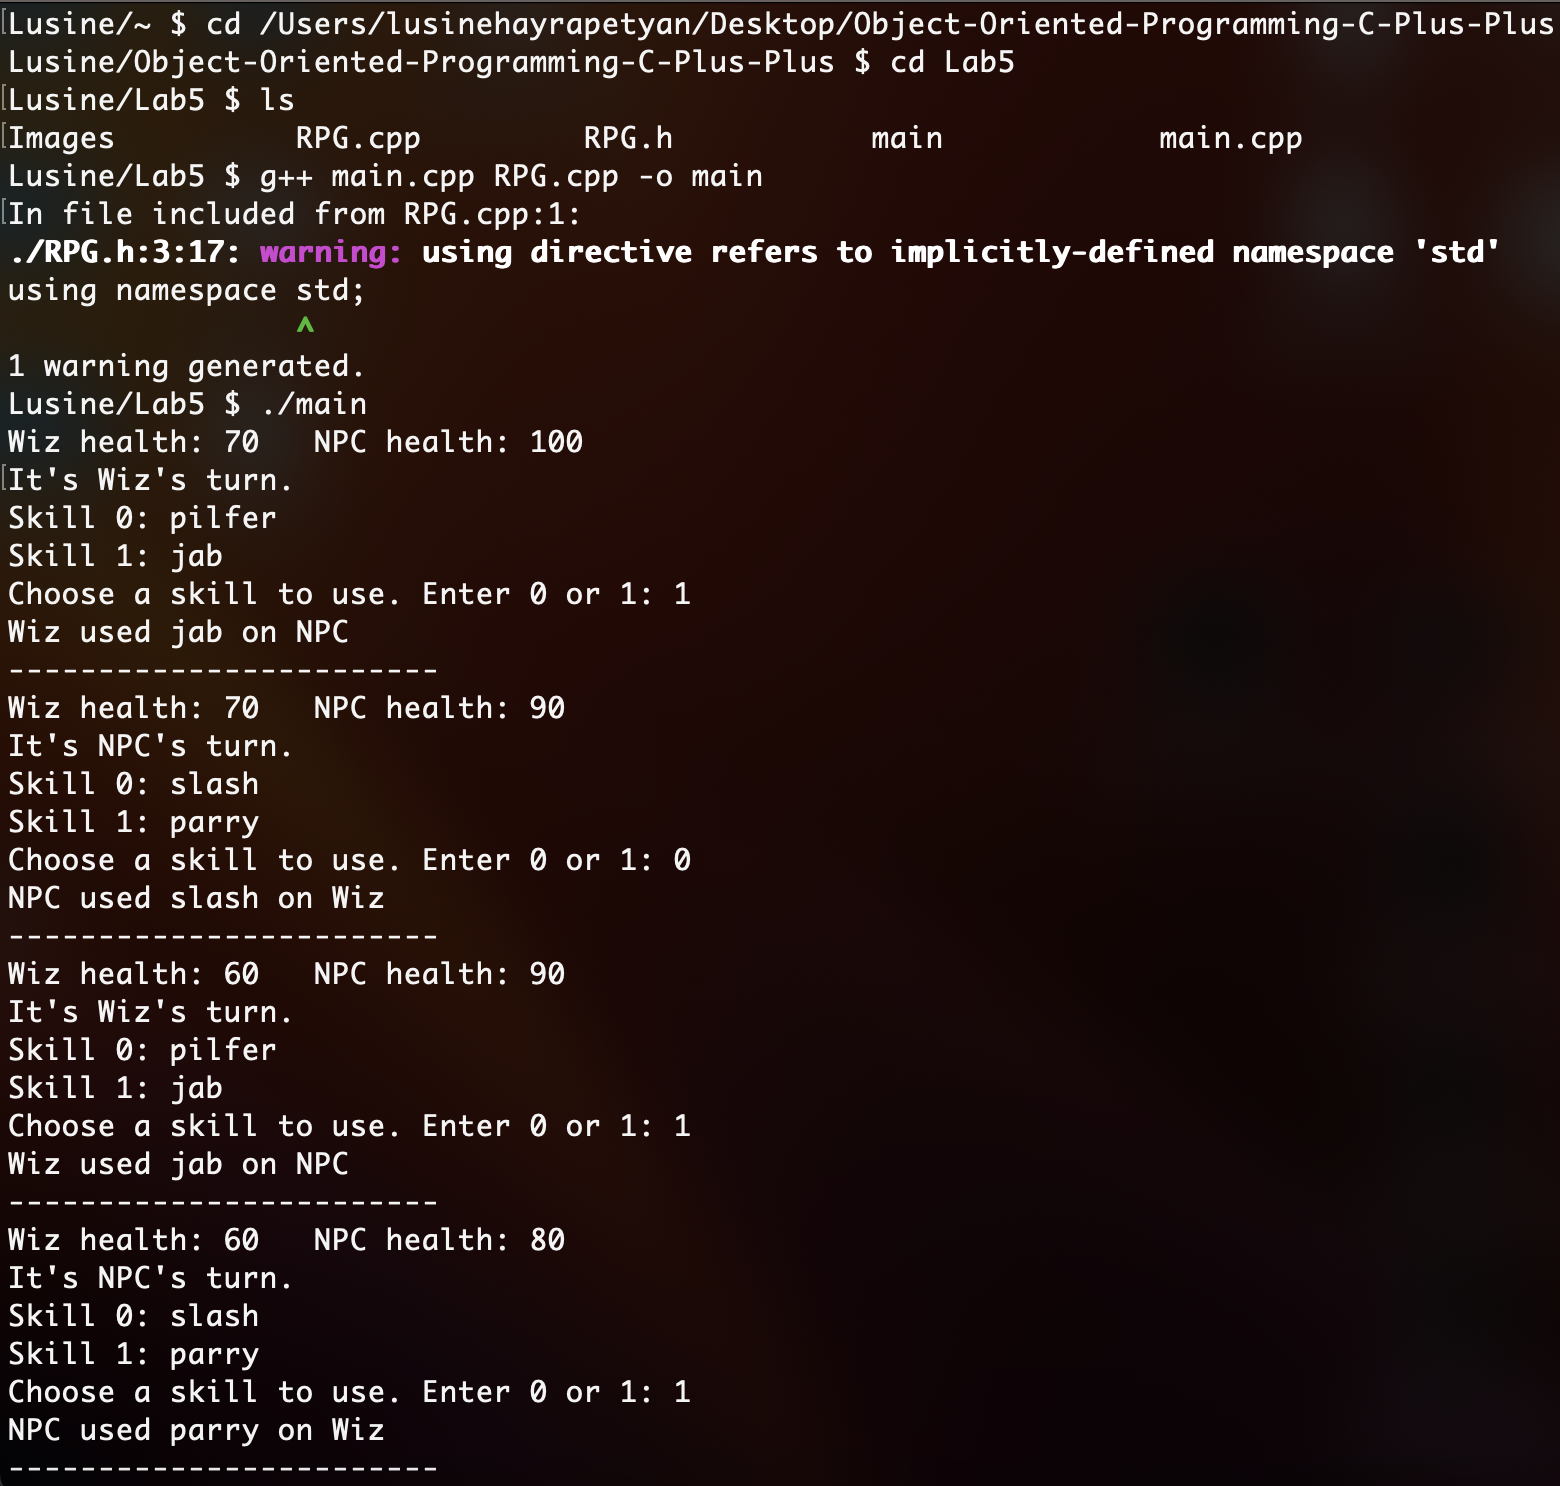 Lusine/~ $ cd /Users/lusinehayrapetyan/Desktop/Object-Oriented-Programming-C-Plus-Plus
Lusine/Object-Oriented-Programming-C-Plus-Plus $ cd Lab5
Lusine/Lab5 $ ls
Images          RPG.cpp         RPG.h           main            main.cpp
Lusine/Lab5 $ g++ main.cpp RPG.cpp -o main
In file included from RPG.cpp:1:
./RPG.h:3:17: warning: using directive refers to implicitly-defined namespace 'std'
using namespace std;
                ^
1 warning generated.
Lusine/Lab5 $ ./main
Wiz health: 70   NPC health: 100
It's Wiz's turn.
Skill 0: pilfer
Skill 1: jab
Choose a skill to use. Enter 0 or 1: 1
Wiz used jab on NPC
------------------------
Wiz health: 70   NPC health: 90
It's NPC's turn.
Skill 0: slash
Skill 1: parry
Choose a skill to use. Enter 0 or 1: 0
NPC used slash on Wiz
------------------------
Wiz health: 60   NPC health: 90
It's Wiz's turn.
Skill 0: pilfer
Skill 1: jab
Choose a skill to use. Enter 0 or 1: 1
Wiz used jab on NPC
------------------------
Wiz health: 60   NPC health: 80
It's NPC's turn.
Skill 0: slash
Skill 1: parry
Choose a skill to use. Enter 0 or 1: 1
NPC used parry on Wiz
------------------------